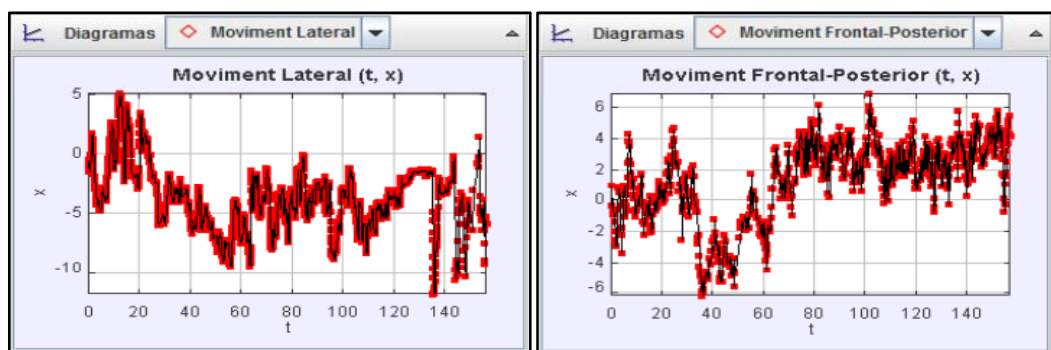 Diagramas
Moviment Lateral
Moviment Lateral (t, x)
5
0
-5
-10
x
0
20
40
60
80
100
120
140
t
Diagramas
Moviment Frontal-Posterior
Moviment Frontal-Posterior (t, x)
6
4
2
0
-2
-4
-6
x
0
20
40
60
80
100
120
140
t